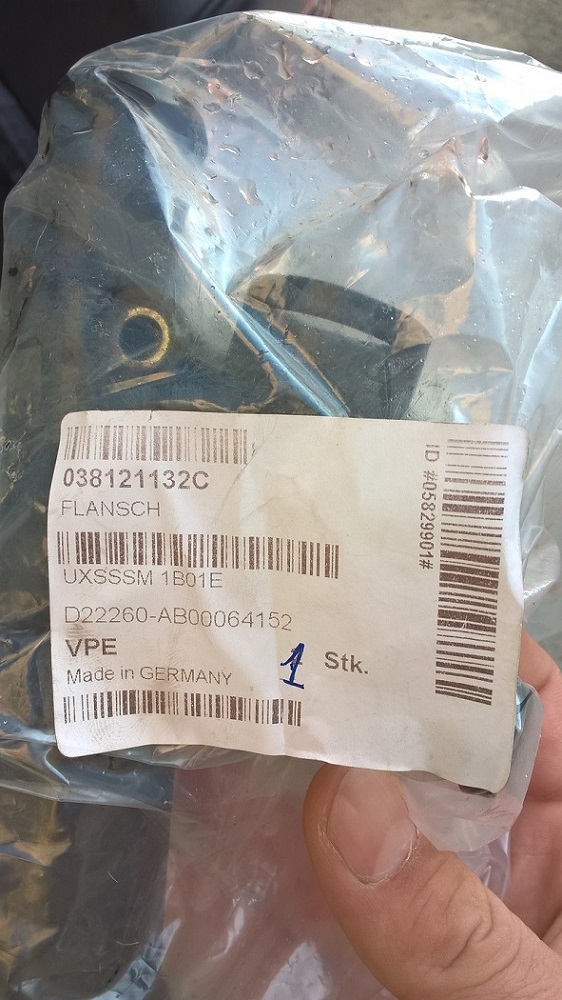 038121132C
FLANSCH
UXSSSM 1B01E
D22260-AB00064152
VPE
1 Stk.
Made in GERMANY
ID #05829901#